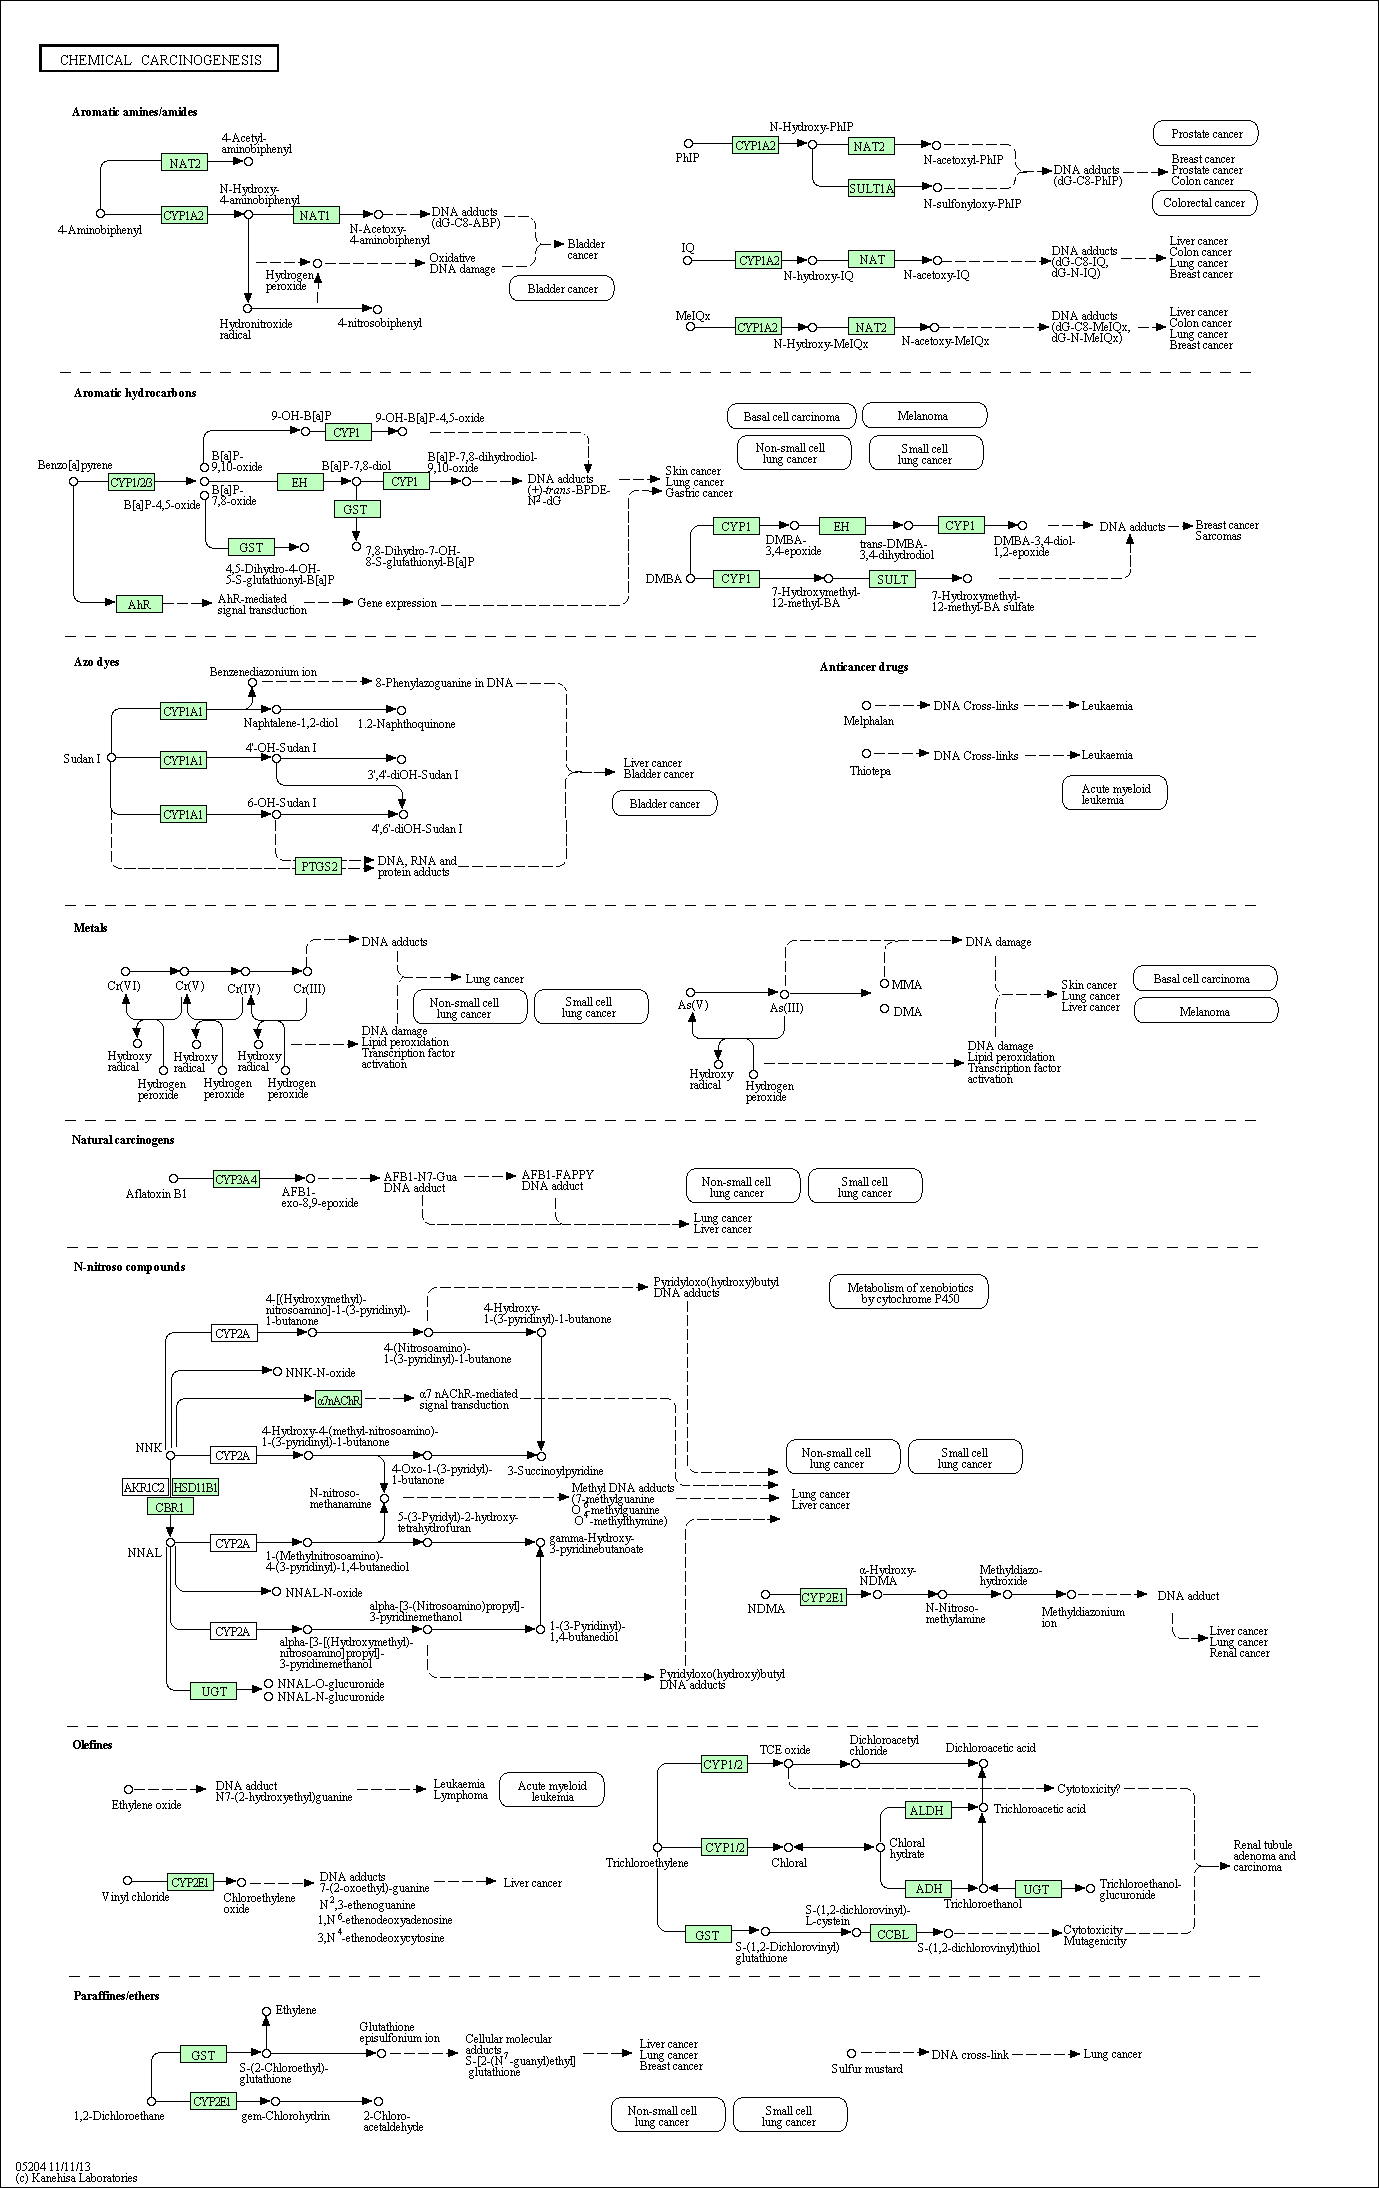 CHEMICAL CARCINOGENESIS
Aromatic amines/amides
4-Acetyl-
aminobiphenyl
NAT2
N-Hydroxy-
4-aminobiphenyl
CYP1A2
NAT1
4-Aminobiphenyl
N-Acetoxy-
4-aminobiphenyl
DNA adducts
(dG-C8-ABP)
Bladder
cancer
Oxidative
DNA damage
Hydrogen
peroxide
Bladder cancer
Hydronitroxide
radical
4-nitrosobiphenyl
N-Hydroxy-PhIP
PhIP
CYP1A2
NAT2
N-acetoxyl-PhIP
SULT1A
N-sulfonyloxy-PhIP
DNA adducts
(dG-C8-PhIP)
Prostate cancer
Breast cancer
Prostate cancer
Colon cancer
Colorectal cancer
IQ
CYP1A2
NAT
N-hydroxy-IQ
N-acetoxy-IQ
DNA adducts
(dG-C8-IQ,
dG-N-IQ)
Liver cancer
Colon cancer
Lung cancer
Breast cancer
MeIQx
CYP1A2
NAT2
N-Hydroxy-MeIQx
N-acetoxy-MeIQx
DNA adducts
(dG-C8-MeIQx,
dG-N-MeIQx)
Liver cancer
Colon cancer
Lung cancer
Breast cancer
Aromatic hydrocarbons
9-OH-B[a]P
9-OH-B[a]P-4,5-oxide
CYP1
Benzo[a]pyrene
B[a]P-
9,10-oxide
B[a]P-7,8-diol
B[a]P-7,8-dihydrodiol-
9,10-oxide
CYP1/2/3
EH
CYP1
B[a]P-4,5-oxide
B[a]P-
7,8-oxide
GST
DNA adducts
(+)-trans-BPDE-
N2-dG
Skin cancer
Lung cancer
Gastric cancer
GST
4,5-Dihydro-4-OH-
5-S-glufathionyl-B[a]P
7,8-Dihydro-7-OH-
8-S-glufathionyl-B[a]P
AhR
AhR-mediated
signal transduction
Gene expression
Basal cell carcinoma
Melanoma
Non-small cell
lung cancer
Small cell
lung cancer
CYP1
EH
CYP1
DMBA-
3,4-epoxide
trans-DMBA-
3,4-dihydrodiol
DMBA-3,4-diol-
1,2-epoxide
DNA adducts
Breast cancer
Sarcomas
DMBA
CYP1
SULT
7-Hydroxymethyl-
12-methyl-BA
7-Hydroxymethyl-
12-methyl-BA sulfate
Azo dyes
Benzenediazonium ion
8-Phenylazoguanine in DNA
CYP1A1
Naphtalene-1,2-diol
1.2-Naphthoquinone
Sudan I
CYP1A1
4'-OH-Sudan I
3',4'-diOH-Sudan I
CYP1A1
6-OH-Sudan I
4',6'-diOH-Sudan I
PTGS2
DNA, RNA and
protein adducts
Liver cancer
Bladder cancer
Bladder cancer
Anticancer drugs
Melphalan
DNA Cross-links
Leukaemia
Thiotepa
DNA Cross-links
Leukaemia
Acute myeloid
leukemia
Metals
DNA adducts
Cr(VI)
Cr(V)
Cr(IV)
Cr(III)
Lung cancer
Non-small cell
lung cancer
Small cell
lung cancer
Hydroxy
radical
Hydroxy
radical
Hydroxy
radical
Hydrogen
peroxide
Hydrogen
peroxide
Hydrogen
peroxide
DNA damage
Lipid peroxidation
Transcription factor
activation
DNA damage
As(V)
As(III)
MMA
DMA
Hydroxy
radical
Hydrogen
peroxide
DNA damage
Lipid peroxidation
Transcription factor
activation
Skin cancer
Lung cancer
Liver cancer
Basal cell carcinoma
Melanoma
Natural carcinogens
Aflatoxin B1
CYP3A4
AFB1-
exo-8,9-epoxide
AFB1-N7-Gua
DNA adduct
AFB1-FAPPY
DNA adduct
Non-small cell
lung cancer
Small cell
lung cancer
Lung cancer
Liver cancer
N-nitroso compounds
4-[(Hydroxymethyl)-
nitrosoamino]-1-(3-pyridinyl)-
1-butanone
CYP2A
4-(Nitrosoamino)-
1-(3-pyridinyl)-1-butanone
4-Hydroxy-
1-(3-pyridinyl)-1-butanone
Pyridyloxo(hydroxy)butyl
DNA adducts
Metabolism of xenobiotics
by cytochrome P450
NNK-N-oxide
α7nAChR
α7 nAChR-mediated
signal transduction
4-Hydroxy-4-(methyl-nitrosoamino)-
1-(3-pyridinyl)-1-butanone
NNK
CYP2A
4-Oxo-1-(3-pyridyl)-
1-butanone
3-Succinoylpyridine
AKR1C2
HSD11B1
CBR1
N-nitroso-
methanamine
Methyl DNA adducts
(7-methylguanine
O6-methylguanine
O4-methylthymine)
5-(3-Pyridyl)-2-hydroxy-
tetrahydrofuran
NNAL
CYP2A
1-(Methylnitrosoamino)-
4-(3-pyridinyl)-1,4-butanediol
gamma-Hydroxy-
3-pyridinebutanoate
NNAL-N-oxide
alpha-[3-(Nitrosoamino)propyl]-
3-pyridinemethanol
CYP2A
alpha-[3-[(Hydroxymethyl)-
nitrosoamino]propyl]-
3-pyridinemethanol
1-(3-Pyridinyl)-
1,4-butanediol
UGT
NNAL-O-glucuronide
NNAL-N-glucuronide
Pyridyloxo(hydroxy)butyl
DNA adducts
Non-small cell
lung cancer
Small cell
lung cancer
Lung cancer
Liver cancer
NDMA
CYP2E1
α-Hydroxy-
NDMA
N-Nitroso-
methylamine
Methyldiazo-
hydroxide
Methyldiazonium
ion
DNA adduct
Liver cancer
Lung cancer
Renal cancer
Olefines
Ethylene oxide
DNA adduct
N7-(2-hydroxyethyl)guanine
Leukaemia
Lymphoma
Acute myeloid
leukemia
Vinyl chloride
CYP2E1
Chloroethylene
oxide
DNA adducts
7-(2-oxoethyl)-guanine
N2,3-ethenoguanine
1,N6-ethenodeoxyadenosine
3,N4-ethenodeoxycytosine
Liver cancer
CYP1/2
TCE oxide
Dichloroacetyl
chloride
Dichloroacetic acid
Cytotoxicity?
ALDH
Trichloroacetic acid
Trichloroethylene
CYP1/2
Chloral
Chloral
hydrate
ADH
Trichloroethanol
UGT
Trichloroethanol-
glucuronide
Renal tubule
adenoma and
carcinoma
GST
S-(1,2-Dichlorovinyl)
glutathione
S-(1,2-dichlorovinyl)-
L-cystein
CCBL
S-(1,2-dichlorovinyl)thiol
Cytotoxicity
Mutagenicity
Paraffines/ethers
Ethylene
GST
S-(2-Chloroethyl)-
glutathione
Glutathione
episulfonium ion
Cellular molecular
adducts
S-[2-(N7-guanyl)ethyl]
glutathione
Liver cancer
Lung cancer
Breast cancer
1,2-Dichloroethane
CYP2E1
gem-Chlorohydrin
2-Chloro-
acetaldehyde
Non-small cell
lung cancer
Small cell
lung cancer
Sulfur mustard
DNA cross-link
Lung cancer
05204 11/11/13
(c) Kanehisa Laboratories